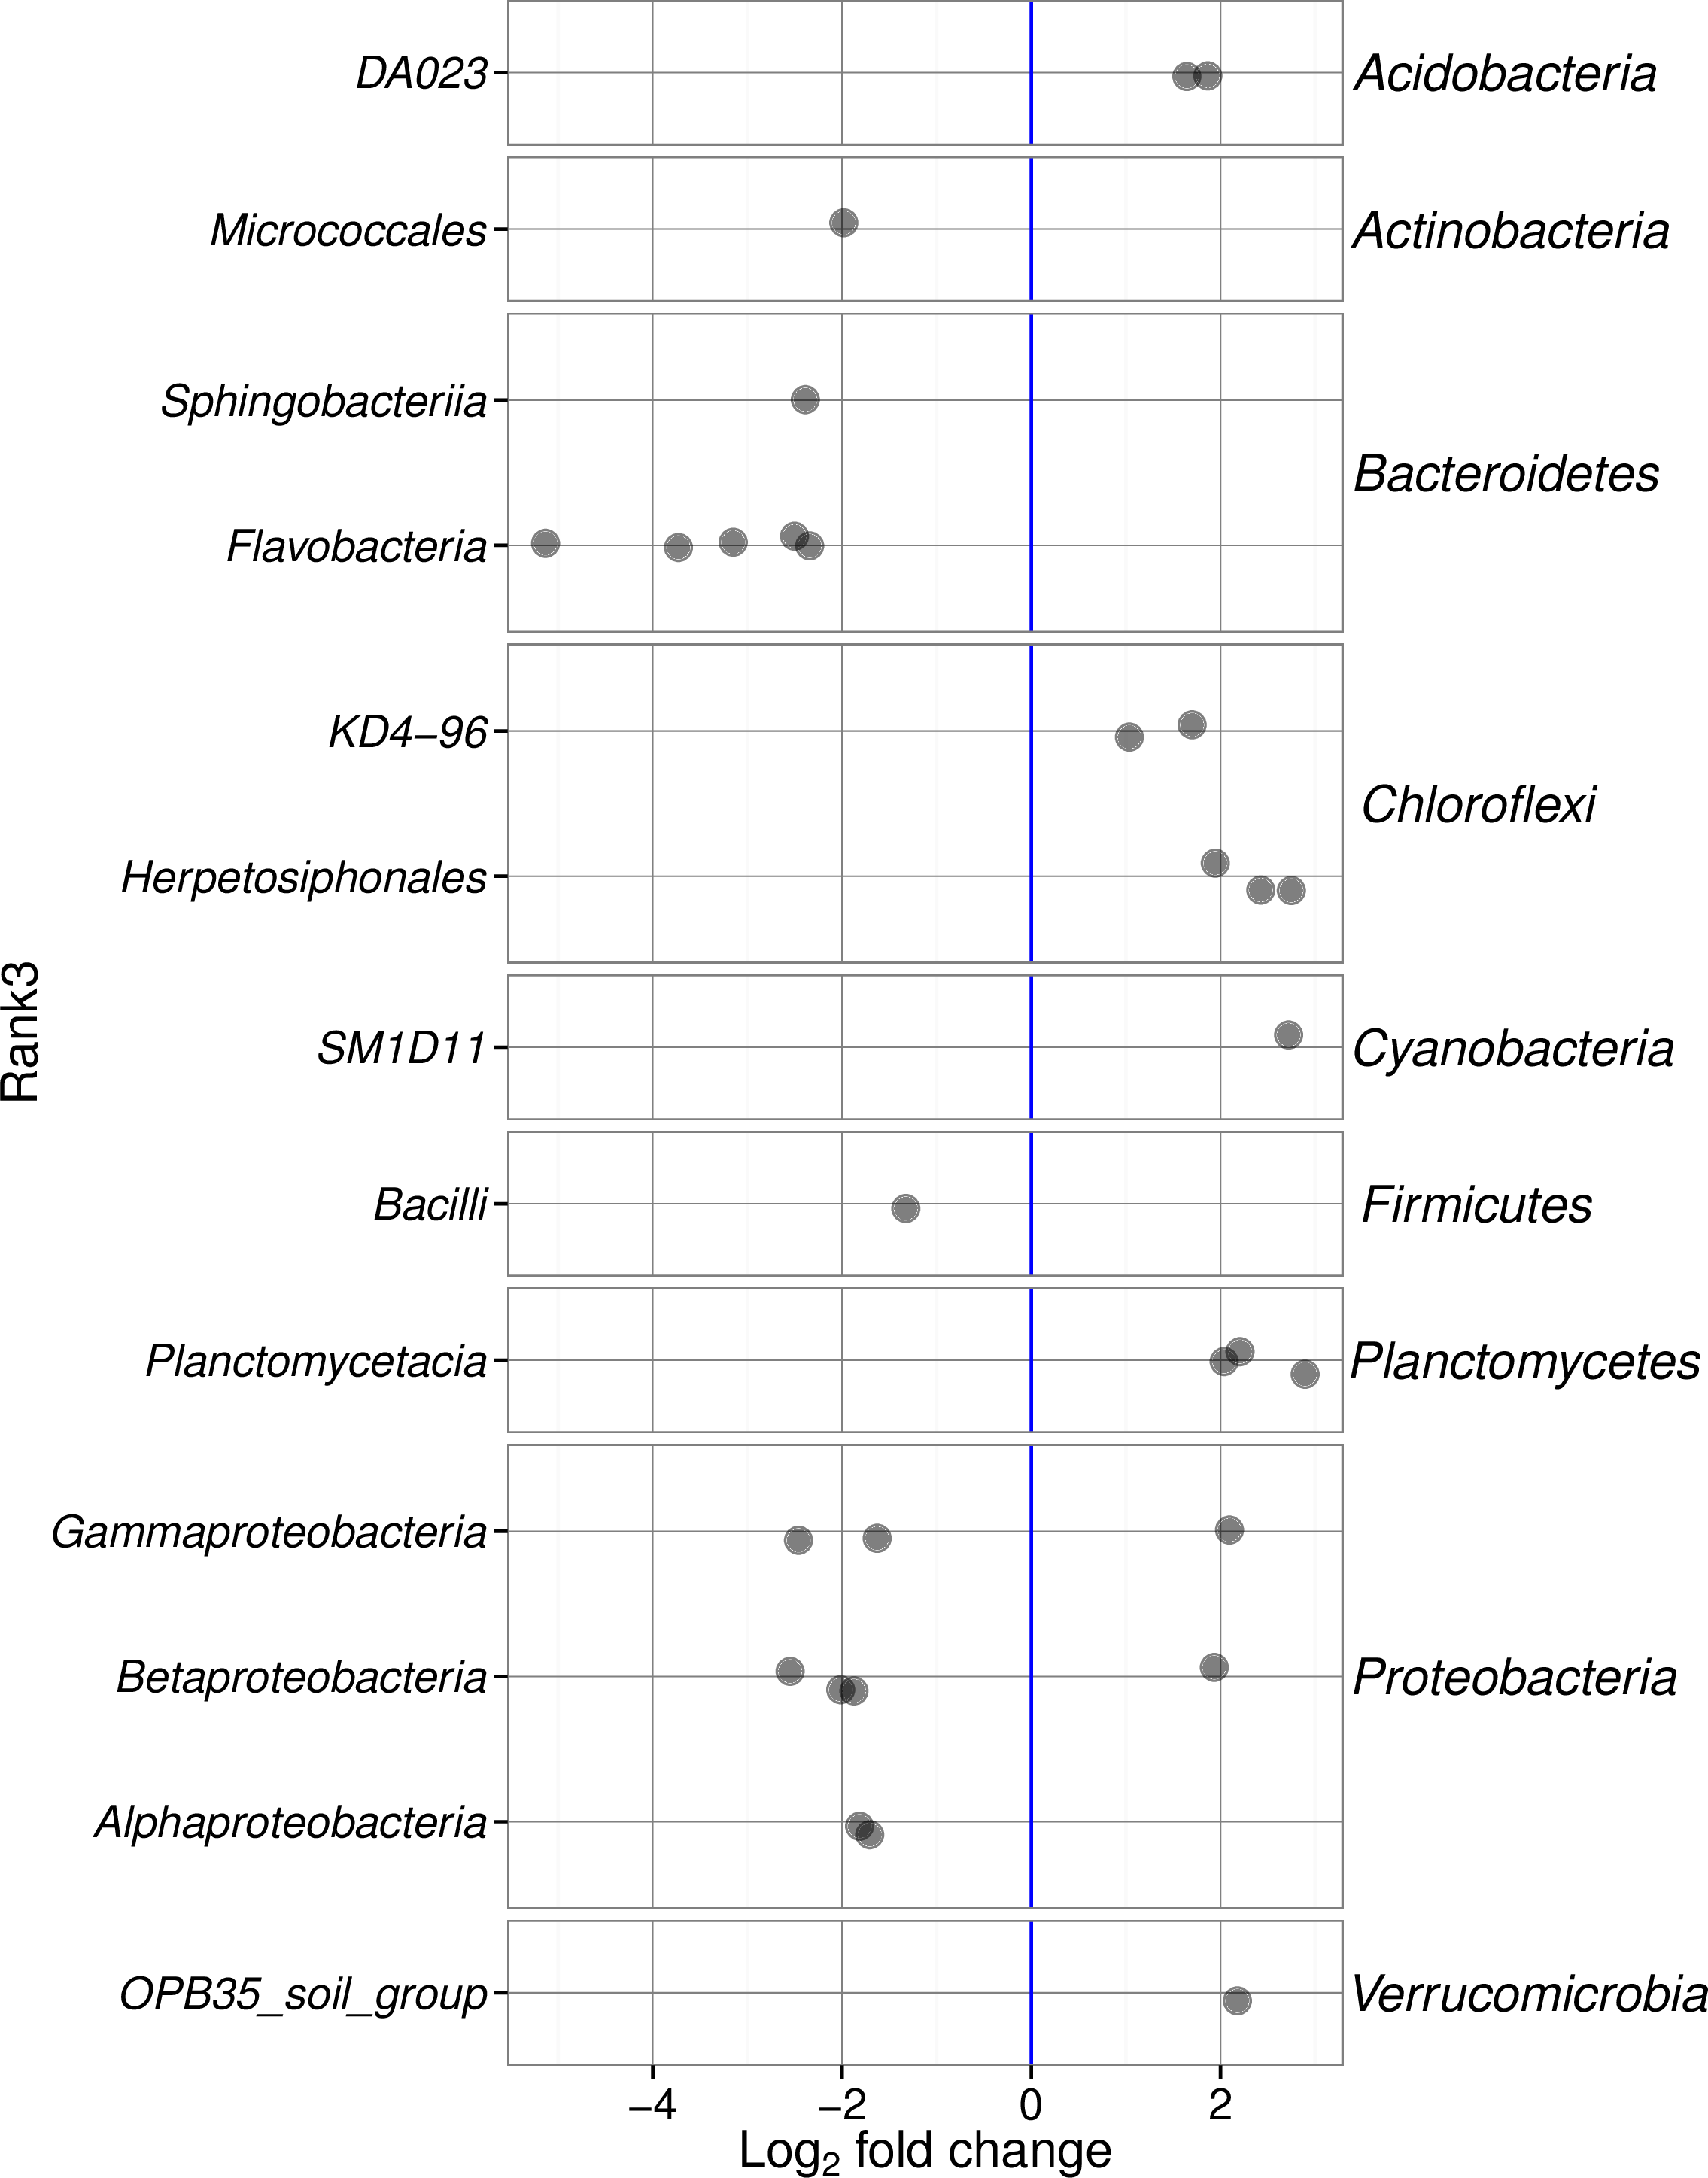 DA023
Acidobacteria
Micrococcales
Actinobacteria
Sphingobacteriia
Bacteroidetes
Flavobacteria
KD4−96
Chloroflexi
Herpetosiphonales
Rank3
SM1D11
Cyanobacteria
Bacilli
Firmicutes
Planctomycetacia
Planctomycetes
Gammaproteobacteria
Betaproteobacteria
Proteobacteria
Alphaproteobacteria
OPB35_soil_group
Verrucomicrobia
−4 −2 0 2
Log2 fold change